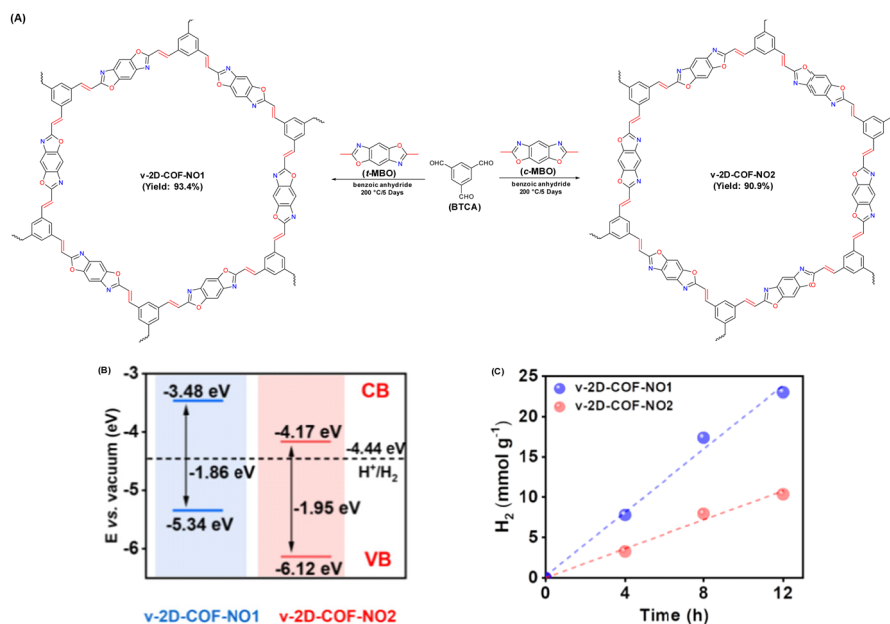 (A)
v-2D-COF-NO1
(Yield: 93.4%)
(t-MBO)
benzoic anhydride
200 °C/5 Days
CHO
CHO
CHO
(BTCA)
(c-MBO)
benzoic anhydride
200 °C/5 Days
v-2D-COF-NO2
(Yield: 90.9%)
(B)
E vs. vacuum (eV)
-3
-4
-5
-6
-3.48 eV
-1.86 eV
-5.34 eV
CB
-4.17 eV
-4.44 eV
H⁺/H₂
-1.95 eV
-6.12 eV
VB
v-2D-COF-NO1
v-2D-COF-NO2
(C)
H₂ (mmol g⁻¹)
25
20
15
10
5
0
v-2D-COF-NO1
v-2D-COF-NO2
0 4 8 12
Time (h)